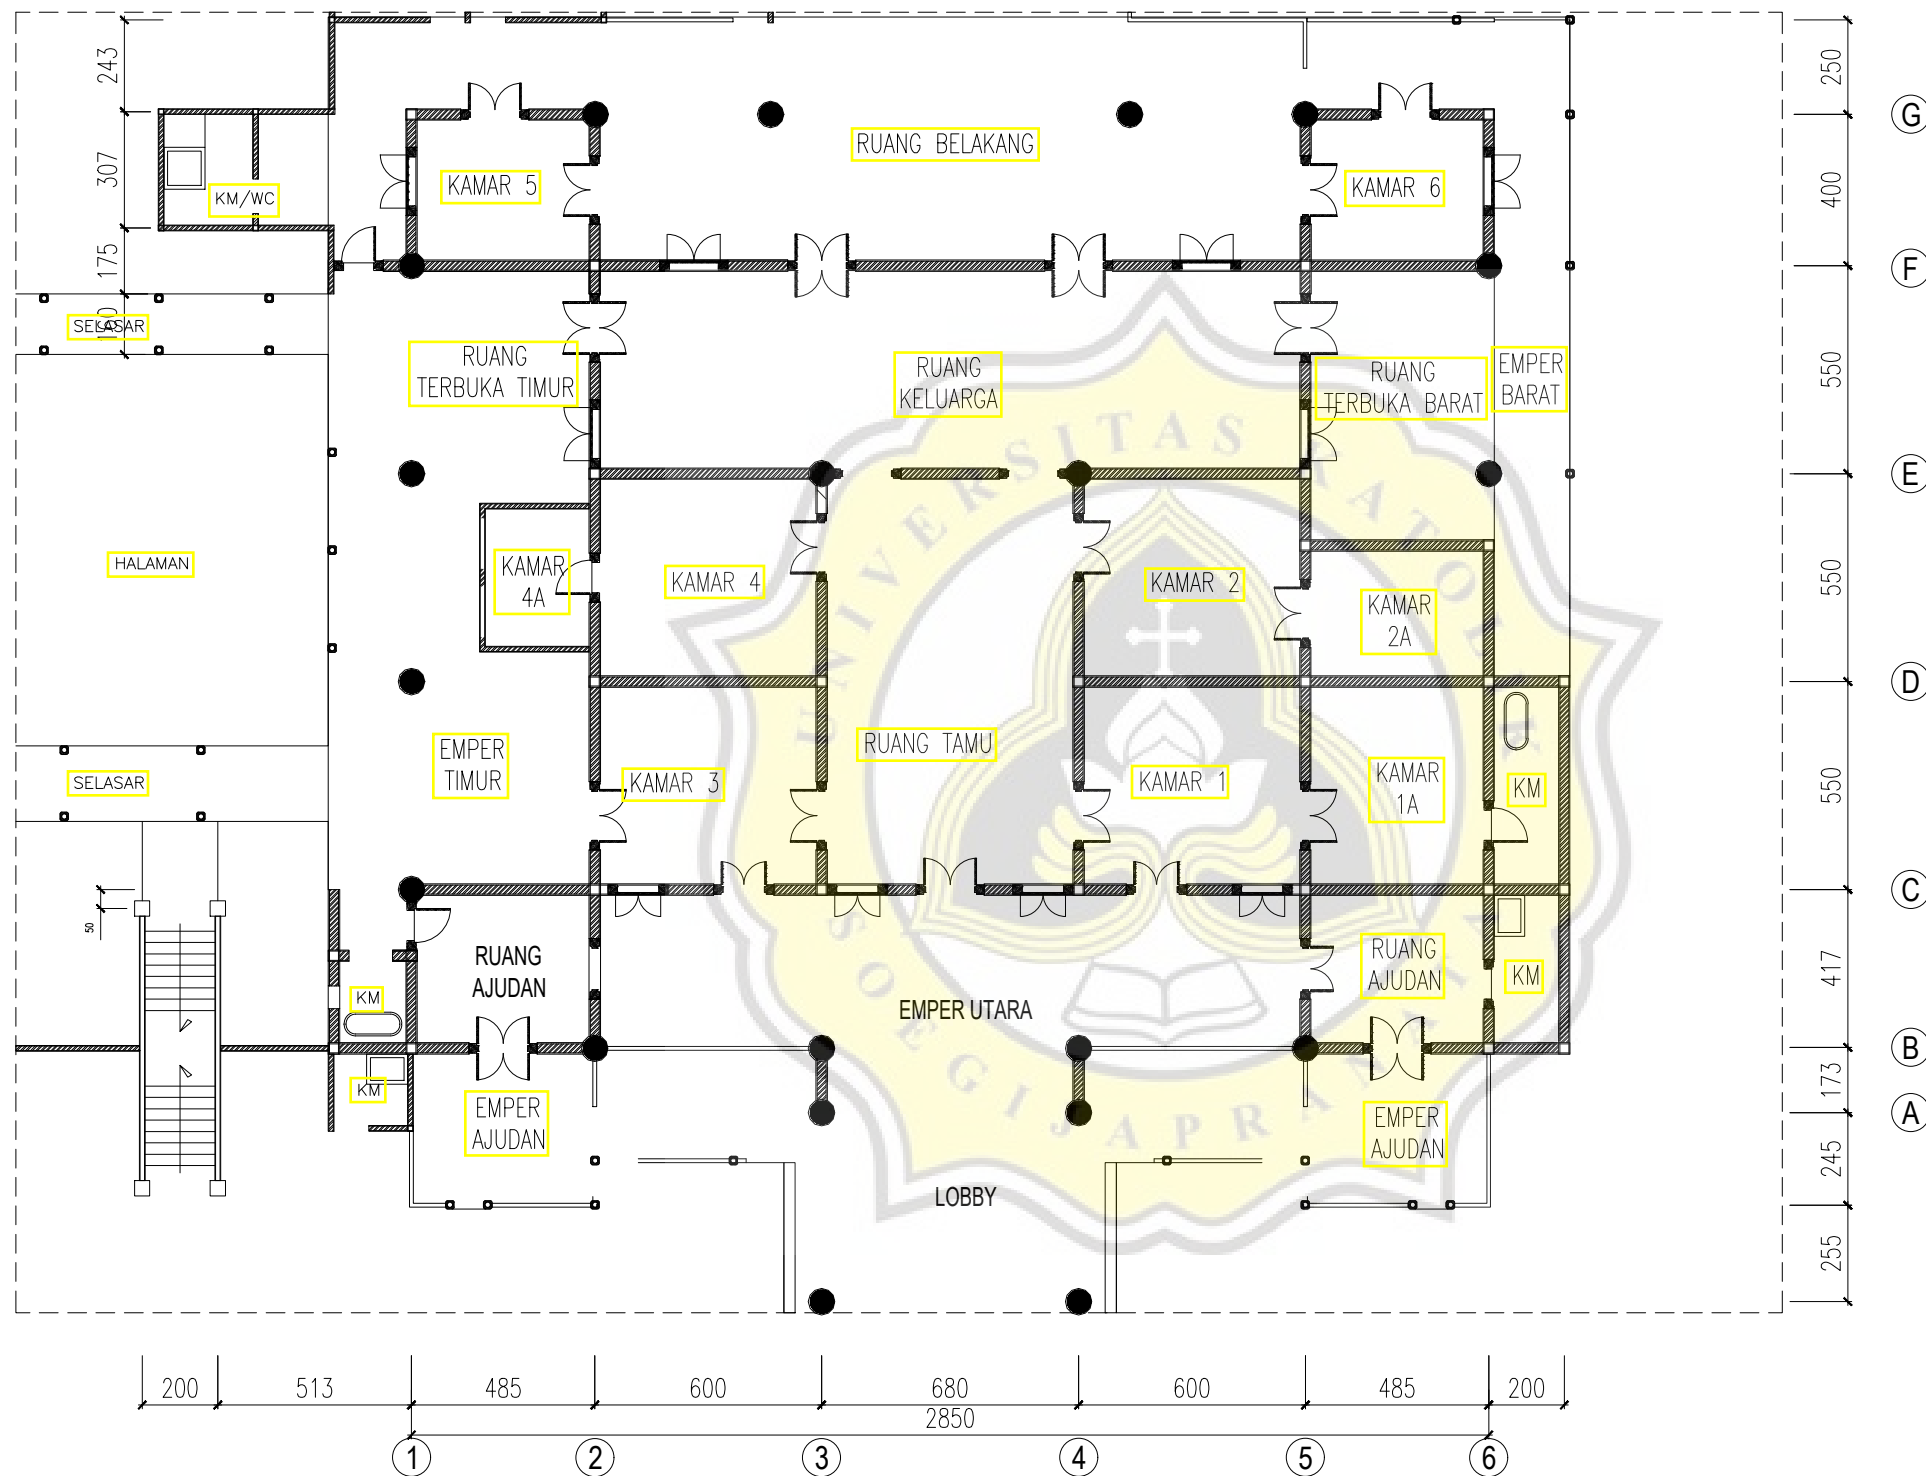 243
250
G
RUANG BELAKANG
307
KAMAR 5
KAMAR 6
400
KM/WC
175
F
SELASAR
RUANG
TERBUKA TIMUR
RUANG
KELUARGA
RUANG
TERBUKA BARAT
EMPER
BARAT
550
E
HALAMAN
KAMAR
4A
KAMAR 4
KAMAR 2
KAMAR
2A
550
D
EMPER
TIMUR
RUANG TAMU
SELASAR
KAMAR 3
KAMAR 1
KAMAR
1A
KM
550
C
50
RUANG
AJUDAN
RUANG
AJUDAN
KM
417
KM
EMPER UTARA
B
KM
173
EMPER
AJUDAN
EMPER
AJUDAN
A
245
LOBBY
255
200
513
485
600
680
600
485
200
2850
1
2
3
4
5
6
UNIVERSITAS KATOLIK
SOEGIJAPRANATA